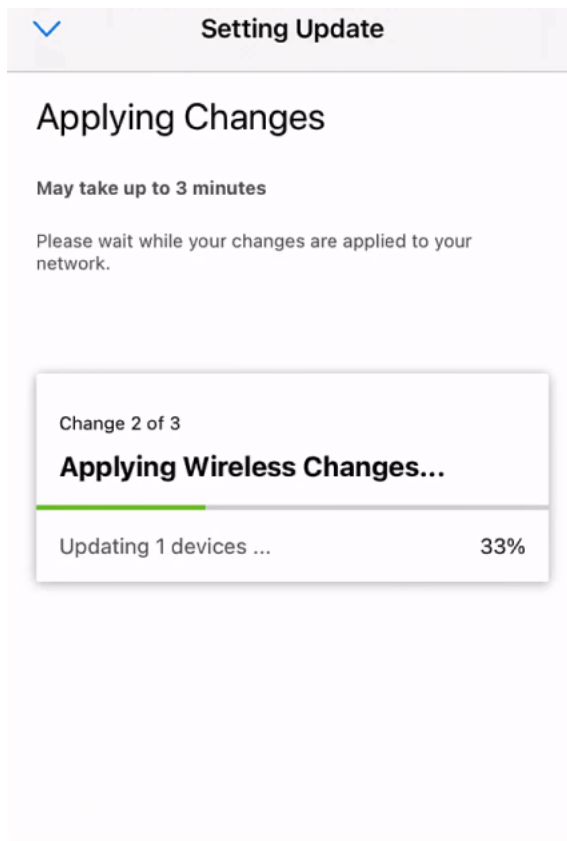 Setting Update
Applying Changes
May take up to 3 minutes
Please wait while your changes are applied to your
network.
Change 2 of 3
Applying Wireless Changes...
Updating 1 devices ...
33%